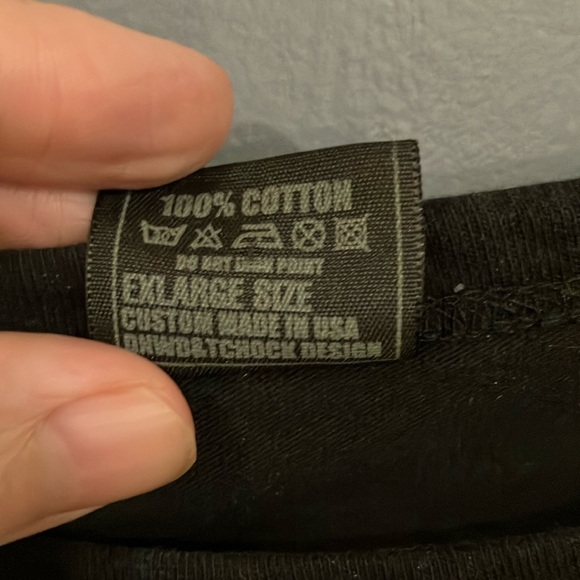 100% COTTON
DO NOT IRON PRINT
EXLARGE SIZE
CUSTOM MADE IN USA
DESIGN